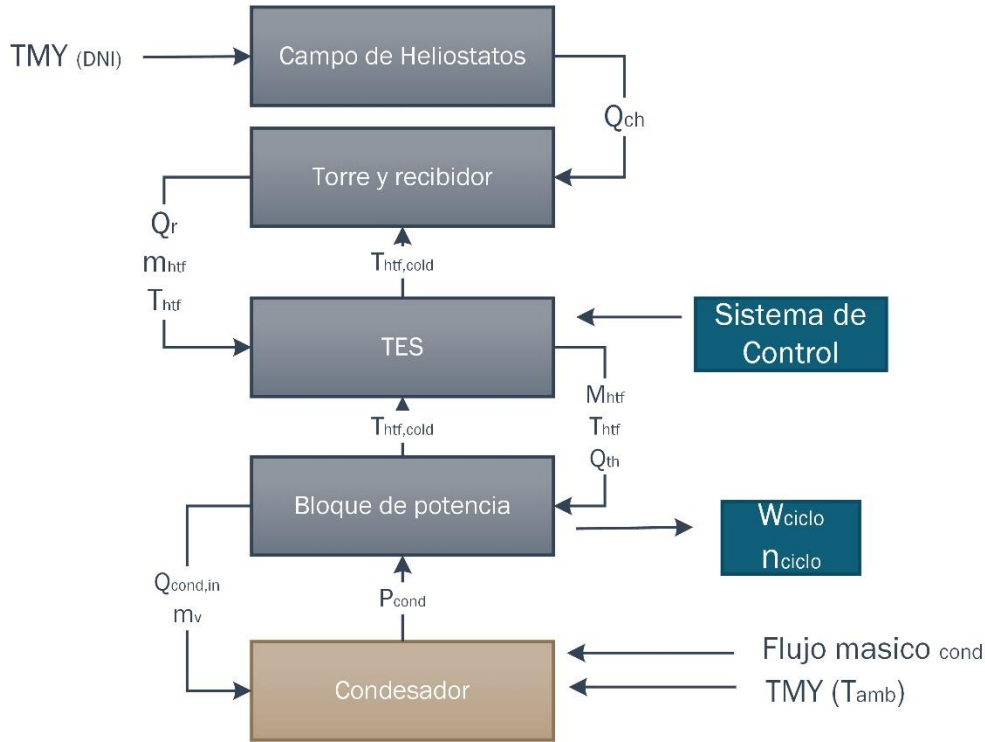 TMY (DNI)
Campo de Heliostatos
Qch
Torre y recibidor
Qr
mhtf
Thtf
Thtf,cold
TES
Sistema de
Control
Mhtf
Thtf
Qth
Thtf,cold
Bloque de potencia
Wciclo
nciclo
Qcond,in
mv
Pcond
Condesador
Flujo masico cond
TMY (Tamb)